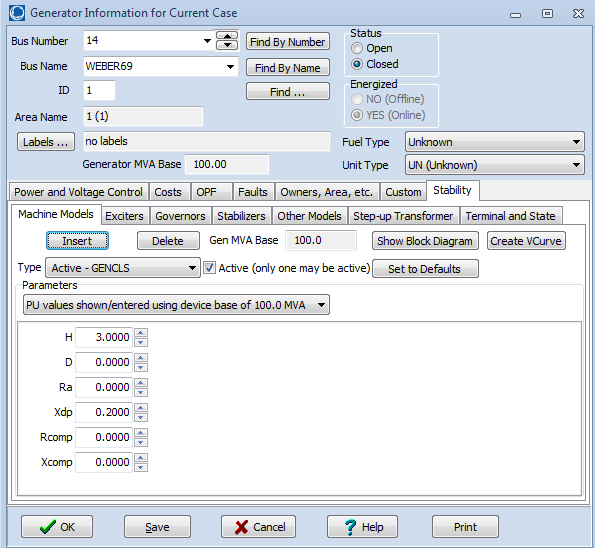 Generator Information for Current Case
Bus Number 14 Find By Number
Bus Name WEBER69 Find By Name
ID 1 Find ...
Area Name 1 (1)
Labels ... no labels
Generator MVA Base 100.00
Status
Open
Closed
Energized
NO (Offline)
YES (Online)
Fuel Type Unknown
Unit Type UN (Unknown)
Power and Voltage Control Costs OPF Faults Owners, Area, etc. Custom Stability
Machine Models Exciters Governors Stabilizers Other Models Step-up Transformer Terminal and State
Insert Delete Gen MVA Base 100.0 Show Block Diagram Create VCurve
Type Active - GENCLS Active (only one may be active) Set to Defaults
Parameters
PU values shown/entered using device base of 100.0 MVA
H 3.0000
D 0.0000
Ra 0.0000
Xdp 0.2000
Rcomp 0.0000
Xcomp 0.0000
OK Save Cancel ? Help Print